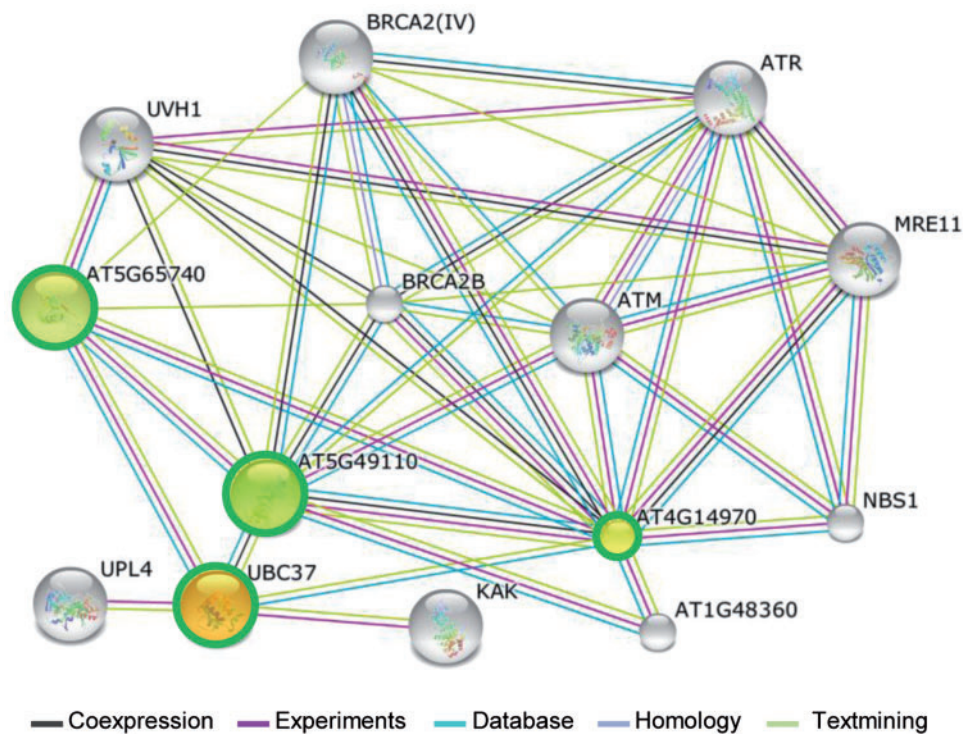 BRCA2(IV)
ATR
UVH1
MRE11
AT5G65740
BRCA2B
ATM
AT5G49110
AT4G14970
NBS1
UPL4
UBC37
KAK
AT1G48360
Coexpression Experiments Database Homology Textmining